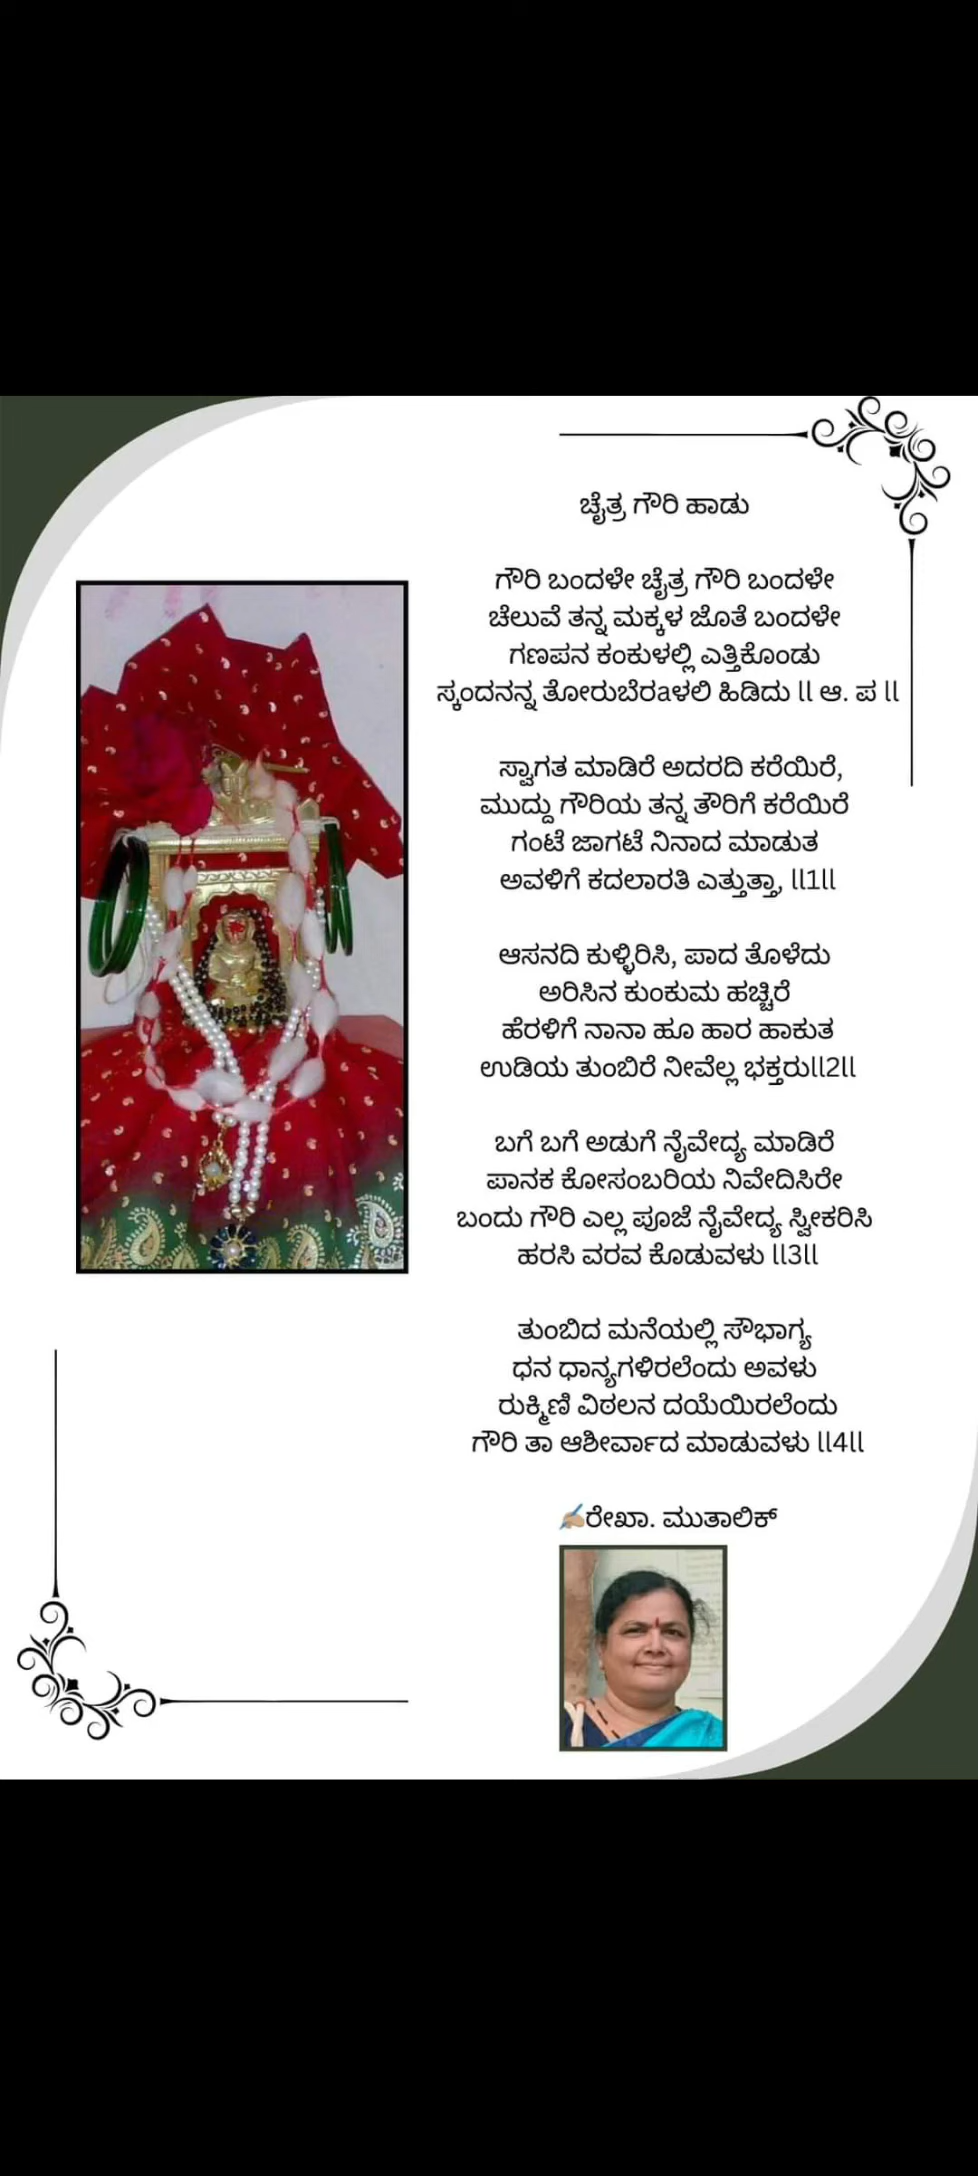 ಚೈತ್ರ ಗೌರಿ ಹಾಡು
ಗೌರಿ ಬಂದಳೇ ಚೈತ್ರ ಗೌರಿ ಬಂದಳೇ
ಚೆಲುವೆ ತನ್ನ ಮಕ್ಕಳ ಜೊತೆ ಬಂದಳೇ
ಗಣಪನ ಕಂಕುಳಲ್ಲಿ ಎತ್ತಿಕೊಂಡು
ಸ್ಕಂದನನ್ನ ತೋರುಬೆರaಳಲಿ ಹಿಡಿದು ll ಆ. ಪ ll
ಸ್ವಾಗತ ಮಾಡಿರೆ ಅದರದಿ ಕರೆಯಿರೆ,
ಮುದ್ದು ಗೌರಿಯ ತನ್ನ ತೌರಿಗೆ ಕರೆಯಿರೆ
ಗಂಟೆ ಜಾಗಟೆ ನಿನಾದ ಮಾಡುತ
ಅವಳಿಗೆ ಕದಲಾರತಿ ಎತ್ತುತ್ತಾ, ll1ll
ಆಸನದಿ ಕುಳ್ಳಿರಿಸಿ, ಪಾದ ತೊಳೆದು
ಅರಿಸಿನ ಕುಂಕುಮ ಹಚ್ಚಿರೆ
ಹೆರಳಿಗೆ ನಾನಾ ಹೂ ಹಾರ ಹಾಕುತ
ಉಡಿಯ ತುಂಬಿರೆ ನೀವೆಲ್ಲ ಭಕ್ತರುll2ll
ಬಗೆ ಬಗೆ ಅಡುಗೆ ನೈವೇದ್ಯ ಮಾಡಿರೆ
ಪಾನಕ ಕೋಸಂಬರಿಯ ನಿವೇದಿಸಿರೇ
ಬಂದು ಗೌರಿ ಎಲ್ಲ ಪೂಜೆ ನೈವೇದ್ಯ ಸ್ವೀಕರಿಸಿ
ಹರಸಿ ವರವ ಕೊಡುವಳು ll3ll
ತುಂಬಿದ ಮನೆಯಲ್ಲಿ ಸೌಭಾಗ್ಯ
ಧನ ಧಾನ್ಯಗಳಿರಲೆಂದು ಅವಳು
ರುಕ್ಮಿಣಿ ವಿಠಲನ ದಯೆಯಿರಲೆಂದು
ಗೌರಿ ತಾ ಆಶೀರ್ವಾದ ಮಾಡುವಳು ll4ll
✍🏼ರೇಖಾ. ಮುತಾಲಿಕ್